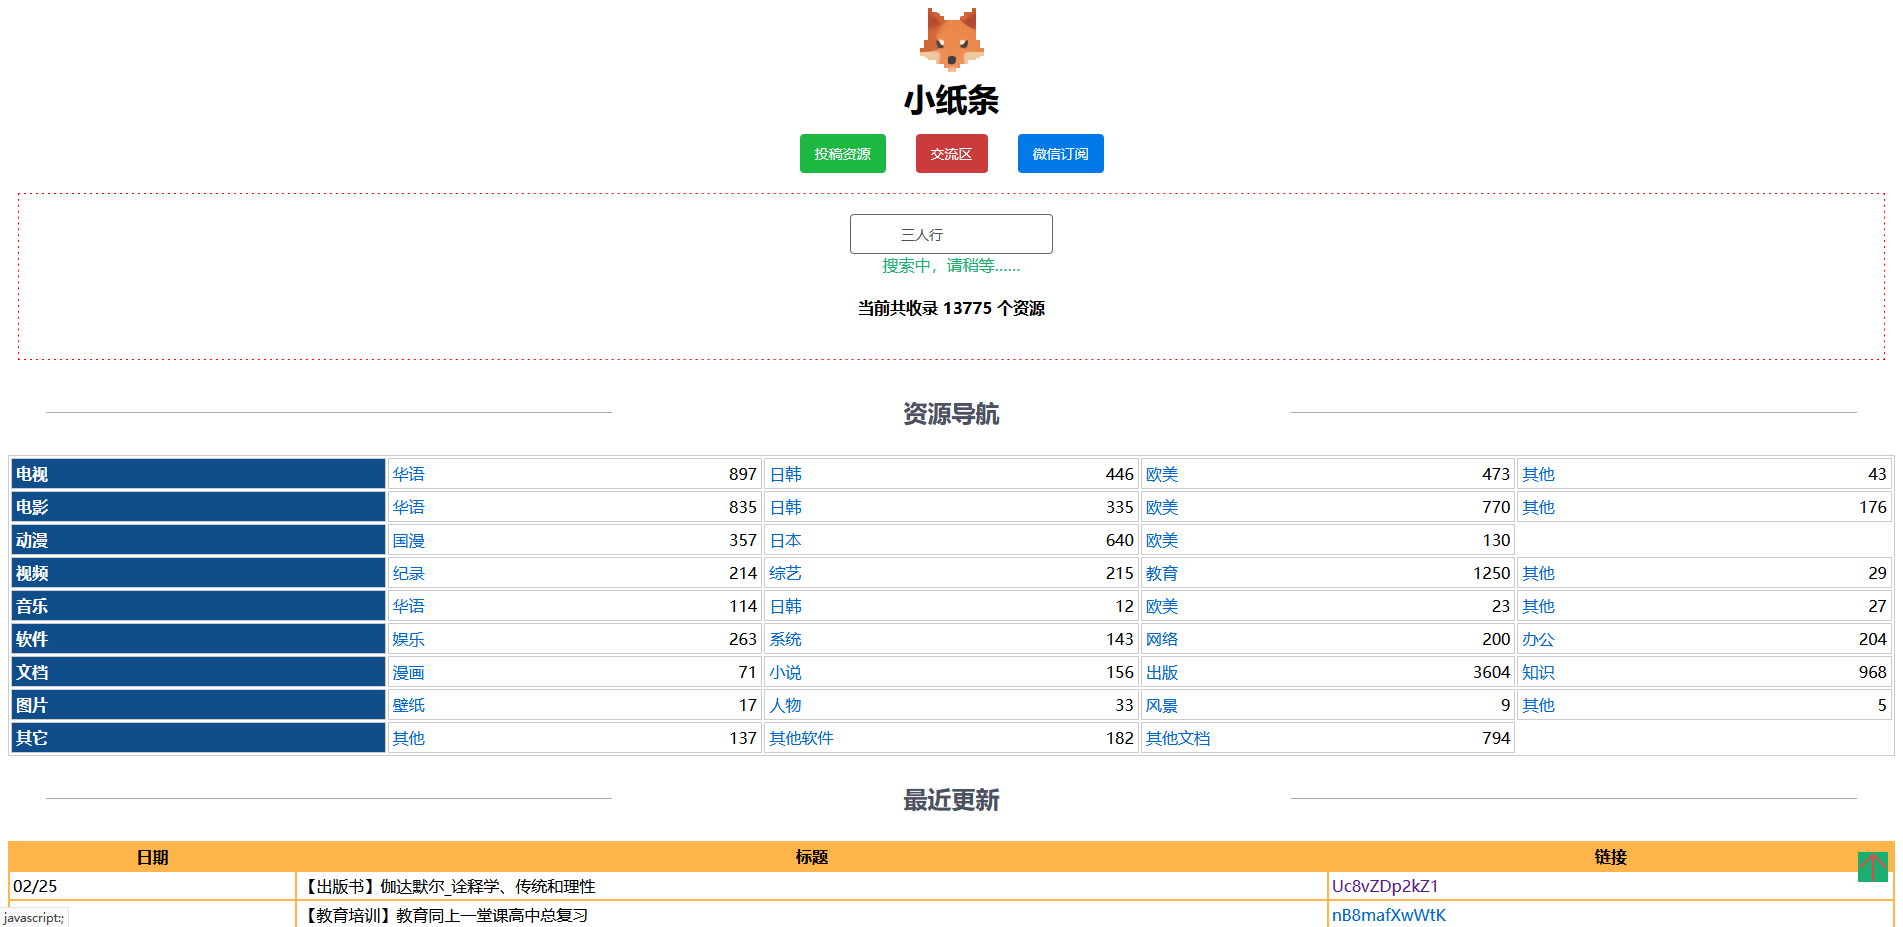 小纸条
投稿资源 交流区 微信订阅
三人行
搜索中，请稍等......
当前共收录 13775 个资源
资源导航
电视 华语 897 日韩 446 欧美 473 其他 43
电影 华语 835 日韩 335 欧美 770 其他 176
动漫 国漫 357 日本 640 欧美 130
视频 纪录 214 综艺 215 教育 1250 其他 29
音乐 华语 114 日韩 12 欧美 23 其他 27
软件 娱乐 263 系统 143 网络 200 办公 204
文档 漫画 71 小说 156 出版 3604 知识 968
图片 壁纸 17 人物 33 风景 9 其他 5
其它 其他 137 其他软件 182 其他文档 794
最近更新
日期 标题 链接
02/25 【出版书】伽达默尔_诠释学、传统和理性 Uc8vZDp2kZ1
【教育培训】教育同上一堂课高中总复习 nB8mafXwWtK
javascript:;